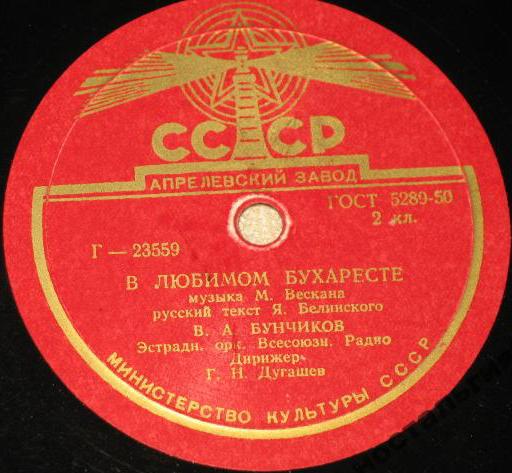 СССР
АПРЕЛЕВСКИЙ ЗАВОД
ГОСТ 5289-50
2 кл.
Г — 23559
В ЛЮБИМОМ БУХАРЕСТЕ
музыка М. Вескана
русский текст Я. Белинского
В. А. БУНЧИКОВ
Эстрадн. орк. Всесоюзн. Радио
Дирижер
Г. Н. Дугашев
МИНИСТЕРСТВО КУЛЬТУРЫ СССР